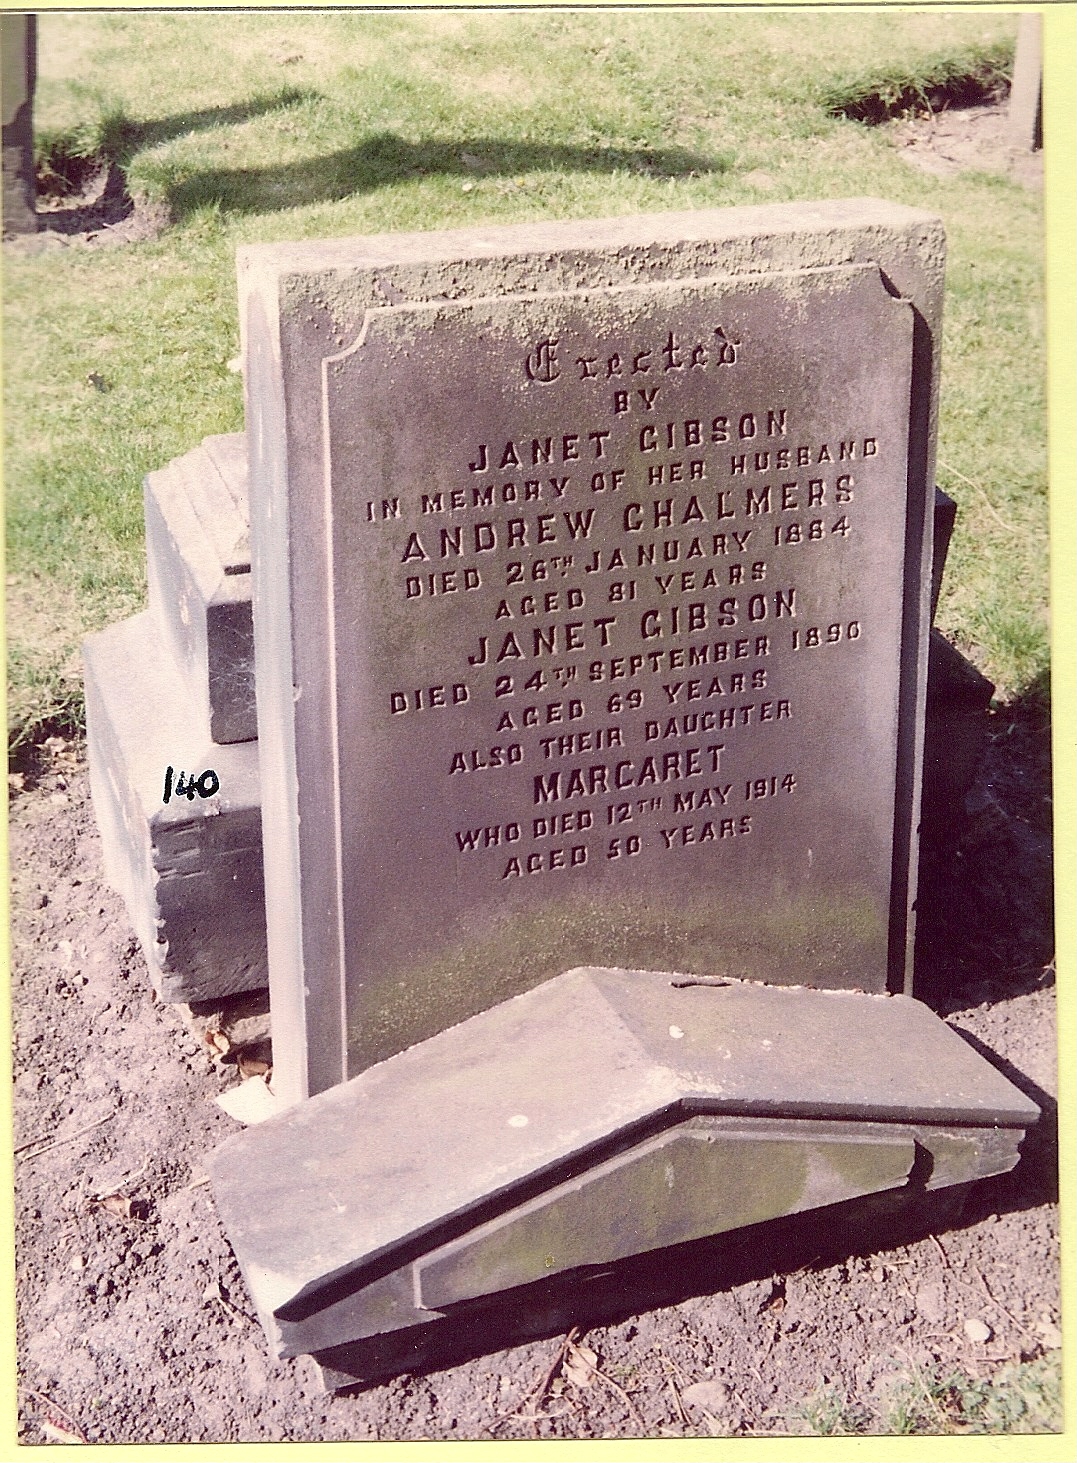 Erected
BY
JANET GIBSON
IN MEMORY OF HER HUSBAND
ANDREW CHALMERS
DIED 26TH JANUARY 1884
AGED 81 YEARS
JANET GIBSON
DIED 24TH SEPTEMBER 1890
AGED 69 YEARS
ALSO THEIR DAUGHTER
MARGARET
WHO DIED 12TH MAY 1914
AGED 50 YEARS
140